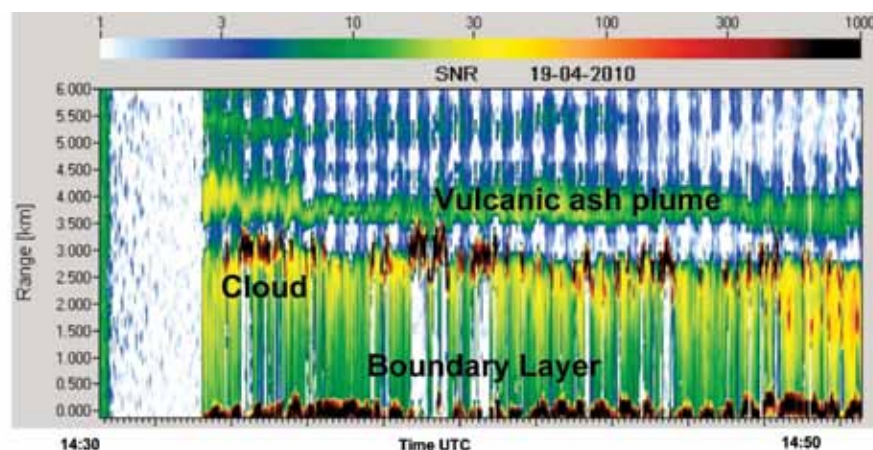 1 3 10 30 100 300 1000
SNR 19-04-2010
6.000
5.500
5.000
4.500
Range [km]
4.000
3.500
3.000
2.500
2.000
1.500
1.000
0.500
0.000
Vulcanic ash plume
Cloud
Boundary Layer
14:30 Time UTC 14:50